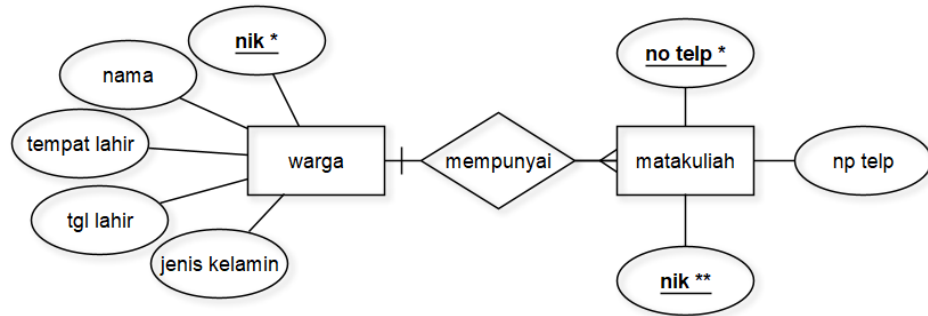 nik *
nama
tempat lahir
tgl lahir
jenis kelamin
warga
mempunyai
no telp *
matakuliah
np telp
nik **